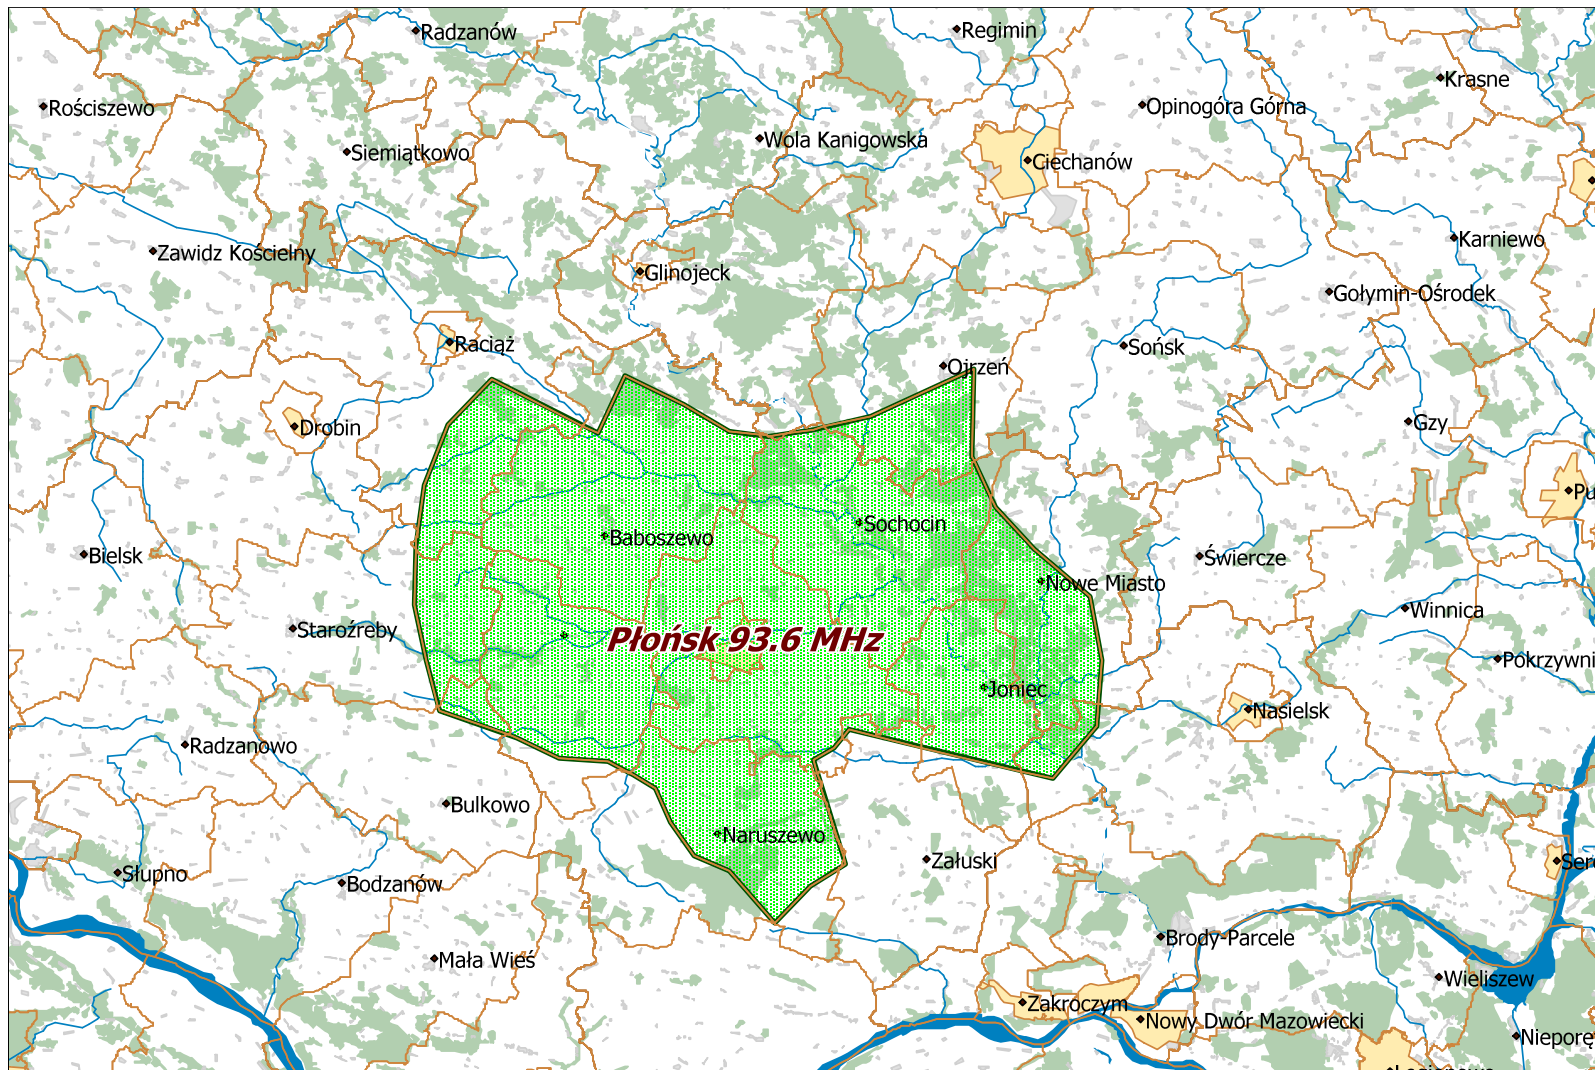 Radzanów
Regimin
Krasne
Rościszewo
Opinogóra Górna
Wola Kanigowska
Siemiątkowo
Ciechanów
Karniewo
Zawidz Kościelny
Glinojeck
Gołymin-Ośrodek
Raciąż
Sońsk
Ojrzeń
Gzy
Drobin
Pu
Sochocin
Baboszewo
Bielsk
Świercze
Nowe Miasto
Winnica
Staroźreby
Płońsk 93.6 MHz
Pokrzywni
Joniec
Nasielsk
Radzanowo
Bulkowo
Naruszewo
Załuski
Ser
Słupno
Bodzanów
Brody-Parcele
Mała Wieś
Wieliszew
Zakroczym
Nowy Dwór Mazowiecki
Nieporę